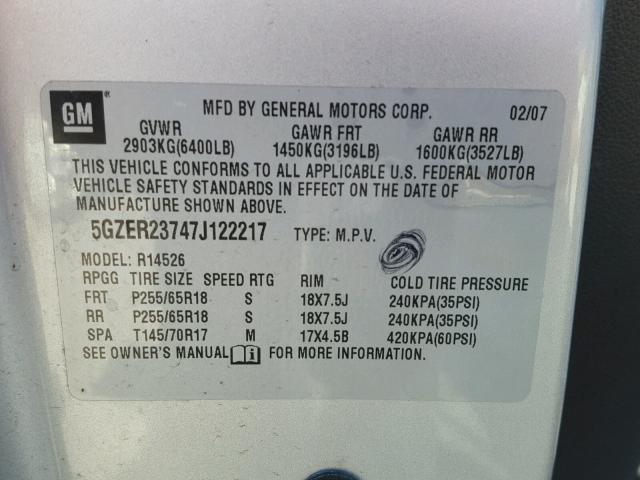 GM ®
MFD BY GENERAL MOTORS CORP. 02/07
GVWR GAWR FRT GAWR RR
2903KG(6400LB) 1450KG(3196LB) 1600KG(3527LB)
THIS VEHICLE CONFORMS TO ALL APPLICABLE U.S. FEDERAL MOTOR
VEHICLE SAFETY STANDARDS IN EFFECT ON THE DATE OF
MANUFACTURE SHOWN ABOVE.
5GZER23747J122217 TYPE: M.P.V.
MODEL: R14526
RPGG TIRE SIZE SPEED RTG RIM COLD TIRE PRESSURE
FRT P255/65R18 S 18X7.5J 240KPA(35PSI)
RR P255/65R18 S 18X7.5J 240KPA(35PSI)
SPA T145/70R17 M 17X4.5B 420KPA(60PSI)
SEE OWNER'S MANUAL FOR MORE INFORMATION.